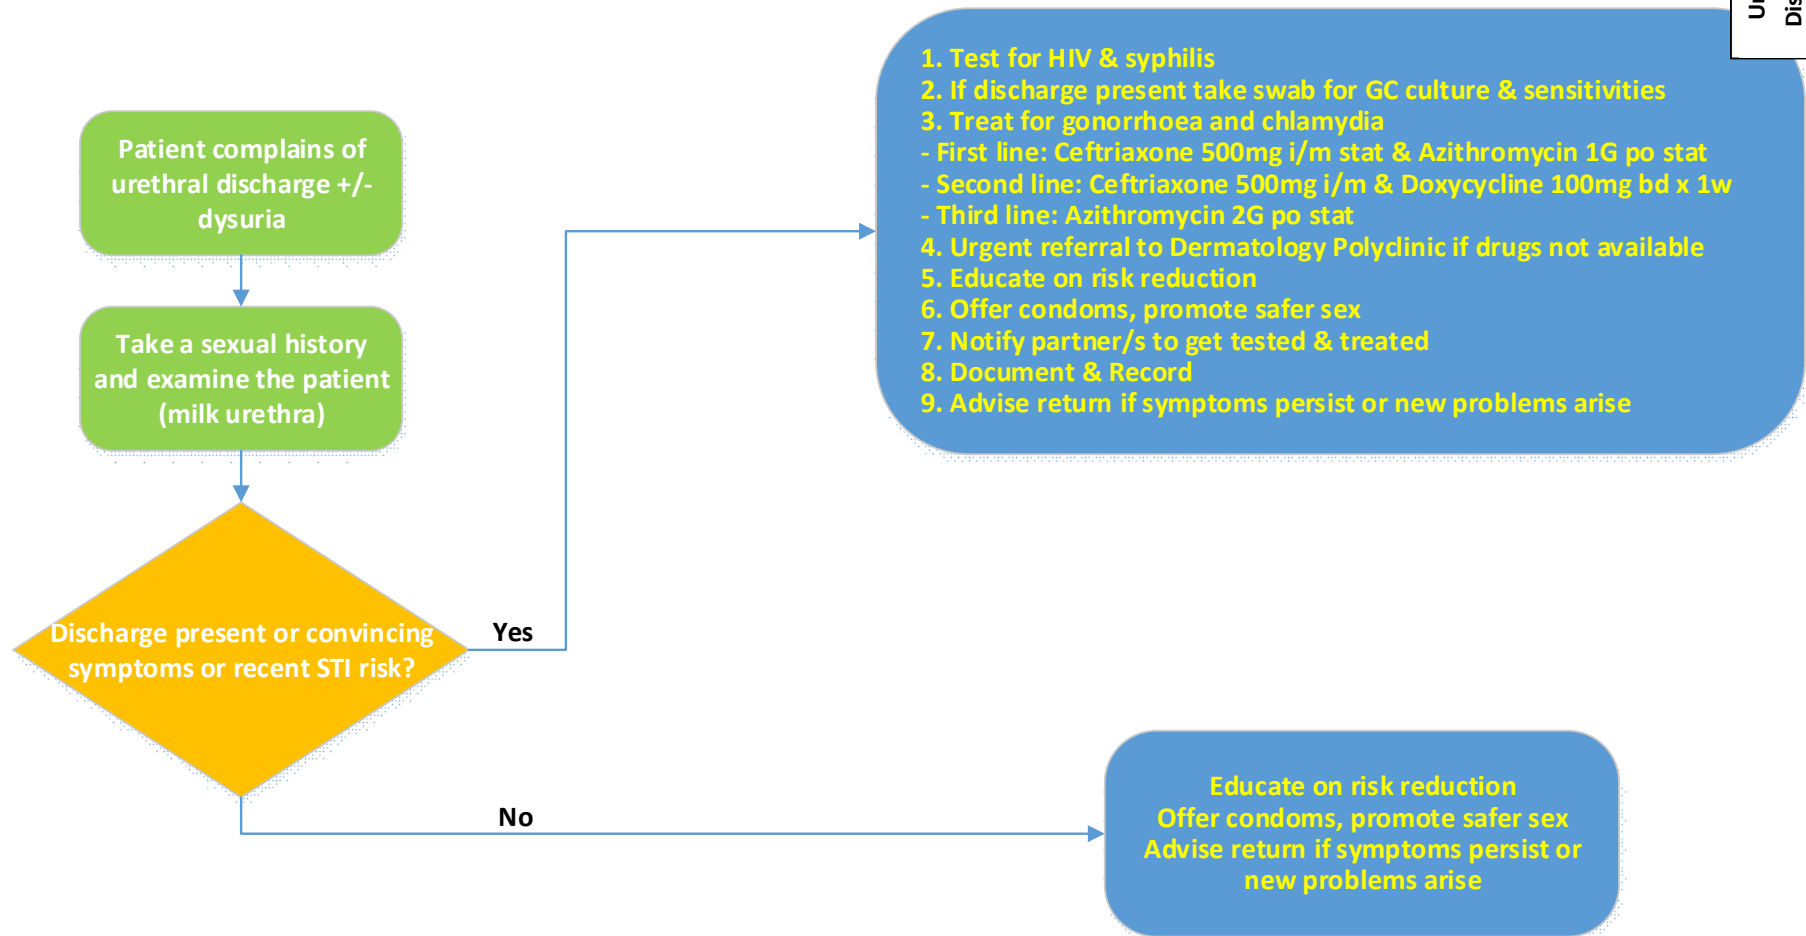 Patient complains of
urethral discharge +/-
dysuria
Take a sexual history
and examine the patient
(milk urethra)
Discharge present or convincing
symptoms or recent STI risk?
Yes
No
1. Test for HIV & syphilis
2. If discharge present take swab for GC culture & sensitivities
3. Treat for gonorrhoea and chlamydia
- First line: Ceftriaxone 500mg i/m stat & Azithromycin 1G po stat
- Second line: Ceftriaxone 500mg i/m & Doxycycline 100mg bd x 1w
- Third line: Azithromycin 2G po stat
4. Urgent referral to Dermatology Polyclinic if drugs not available
5. Educate on risk reduction
6. Offer condoms, promote safer sex
7. Notify partner/s to get tested & treated
8. Document & Record
9. Advise return if symptoms persist or new problems arise
Educate on risk reduction
Offer condoms, promote safer sex
Advise return if symptoms persist or
new problems arise